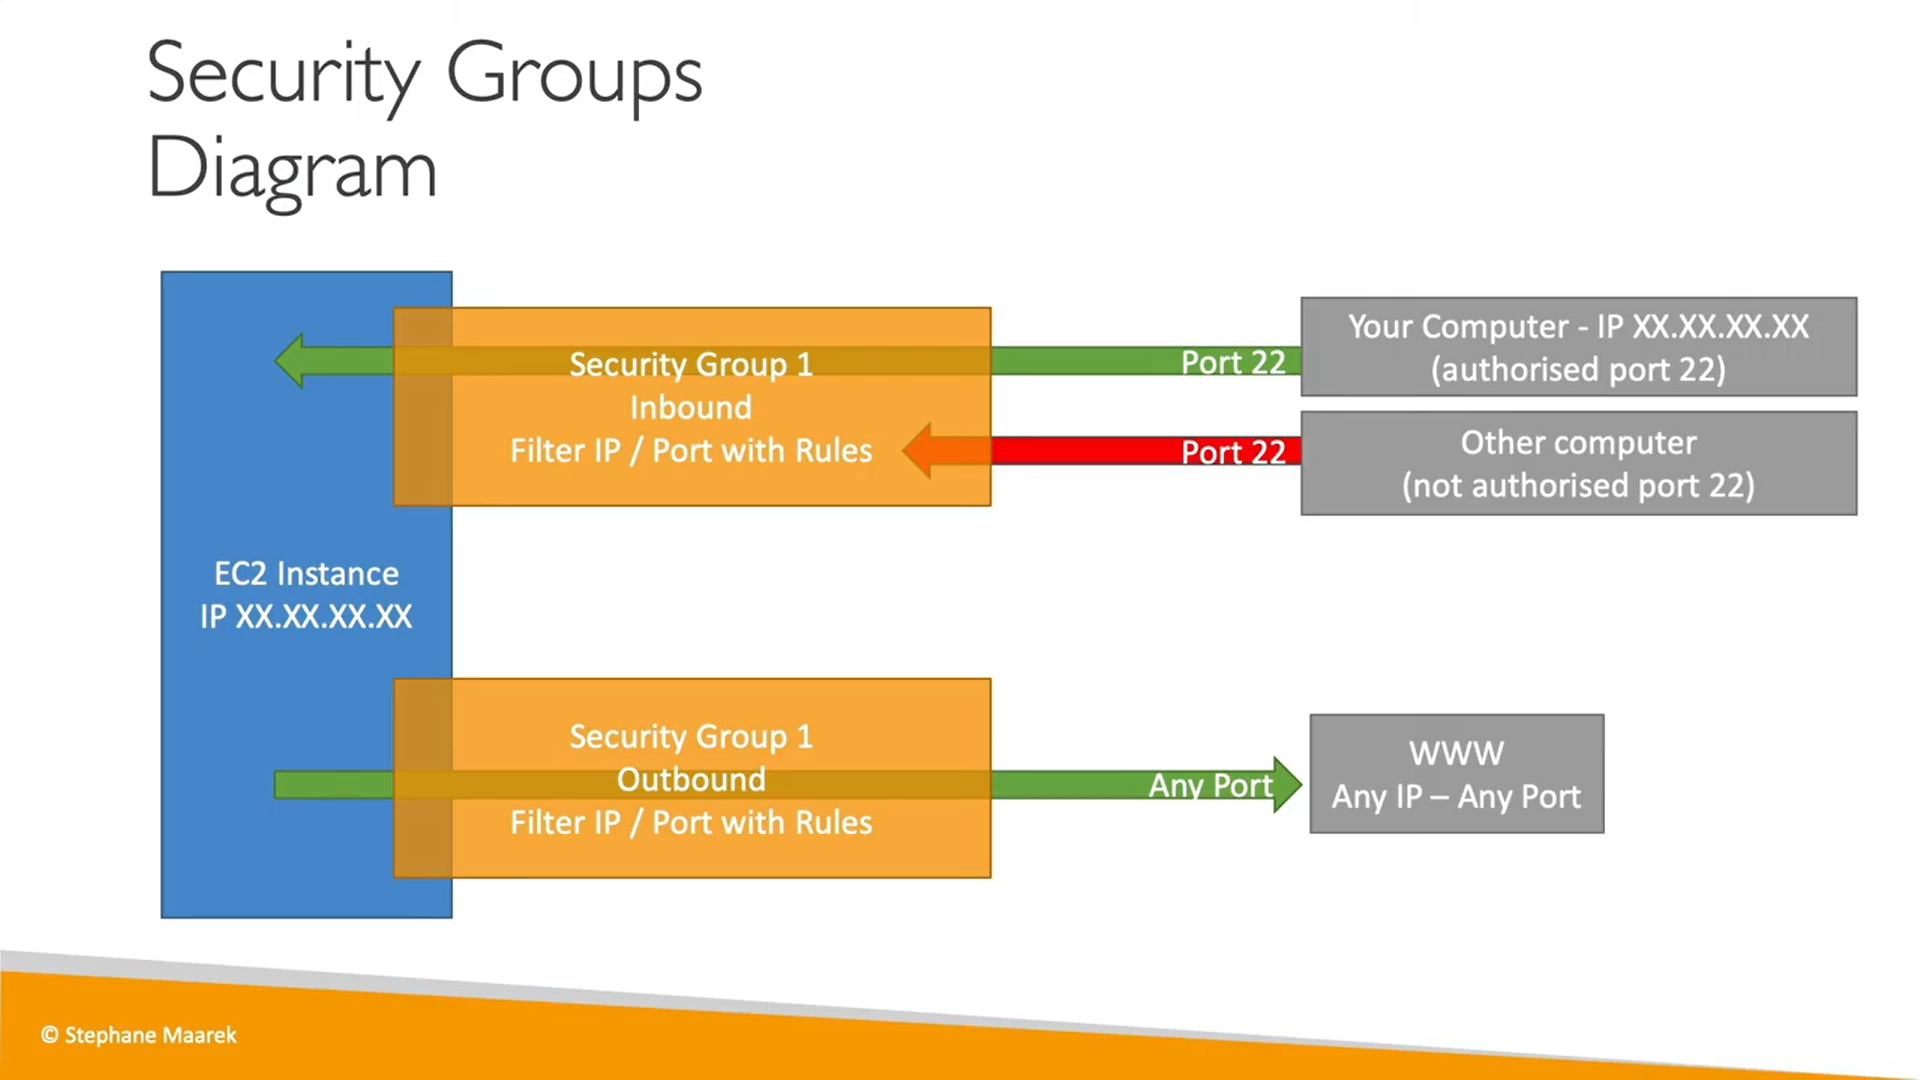 Security Groups
Diagram
Security Group 1
Inbound
Filter IP / Port with Rules
Port 22
Port 22
Your Computer - IP XX.XX.XX.XX
(authorised port 22)
Other computer
(not authorised port 22)
EC2 Instance
IP XX.XX.XX.XX
Security Group 1
Outbound
Filter IP / Port with Rules
Any Port
WWW
Any IP – Any Port
© Stephane Maarek